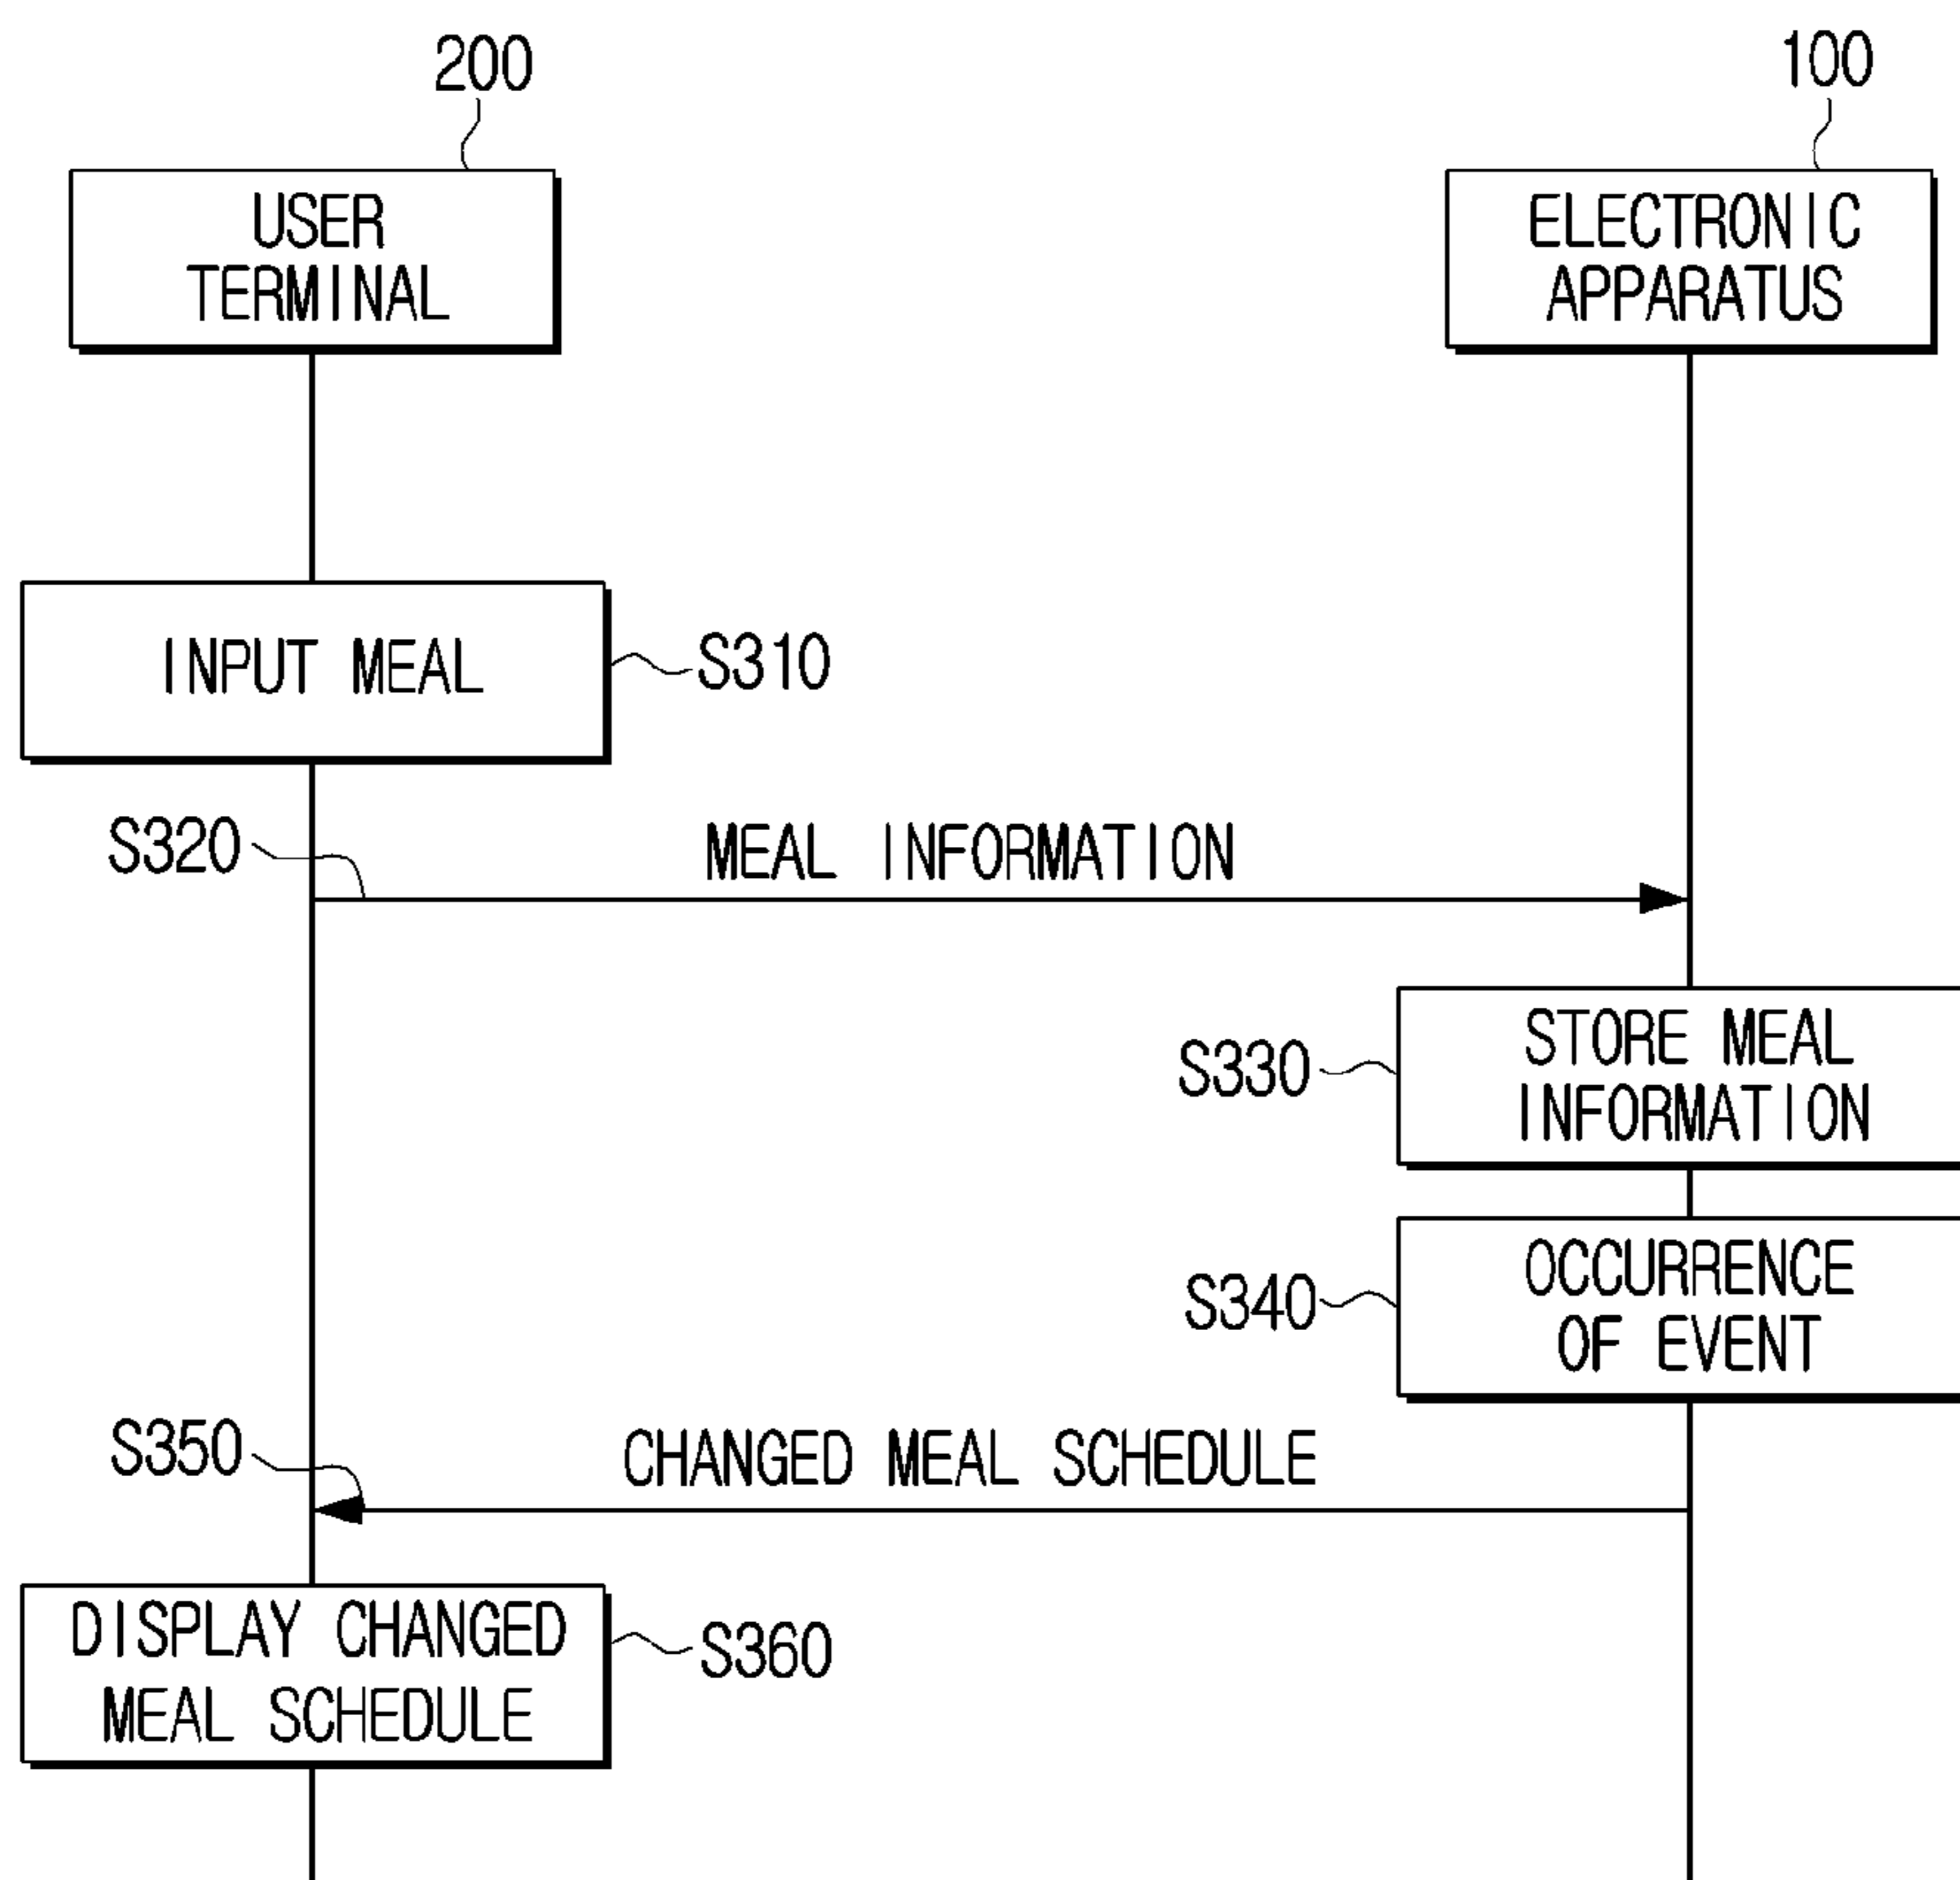 200
100
USER
TERMINAL
ELECTRONIC
APPARATUS
INPUT MEAL
S310
S320
MEAL INFORMATION
S330
STORE MEAL
INFORMATION
S340
OCCURRENCE
OF EVENT
S350
CHANGED MEAL SCHEDULE
DISPLAY CHANGED
MEAL SCHEDULE
S360